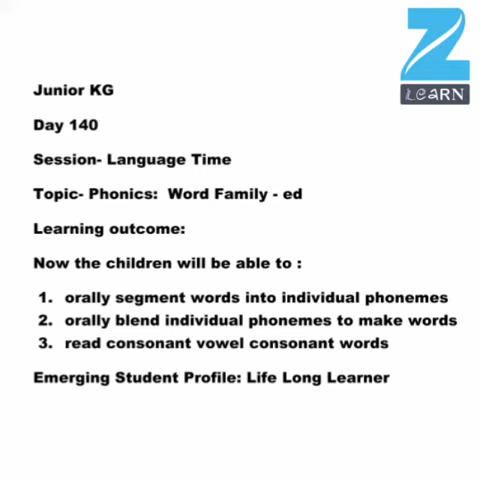 Z
LEARN
Junior KG
Day 140
Session- Language Time
Topic- Phonics:  Word Family - ed
Learning outcome:
Now the children will be able to :
1. orally segment words into individual phonemes
2. orally blend individual phonemes to make words
3. read consonant vowel consonant words
Emerging Student Profile: Life Long Learner